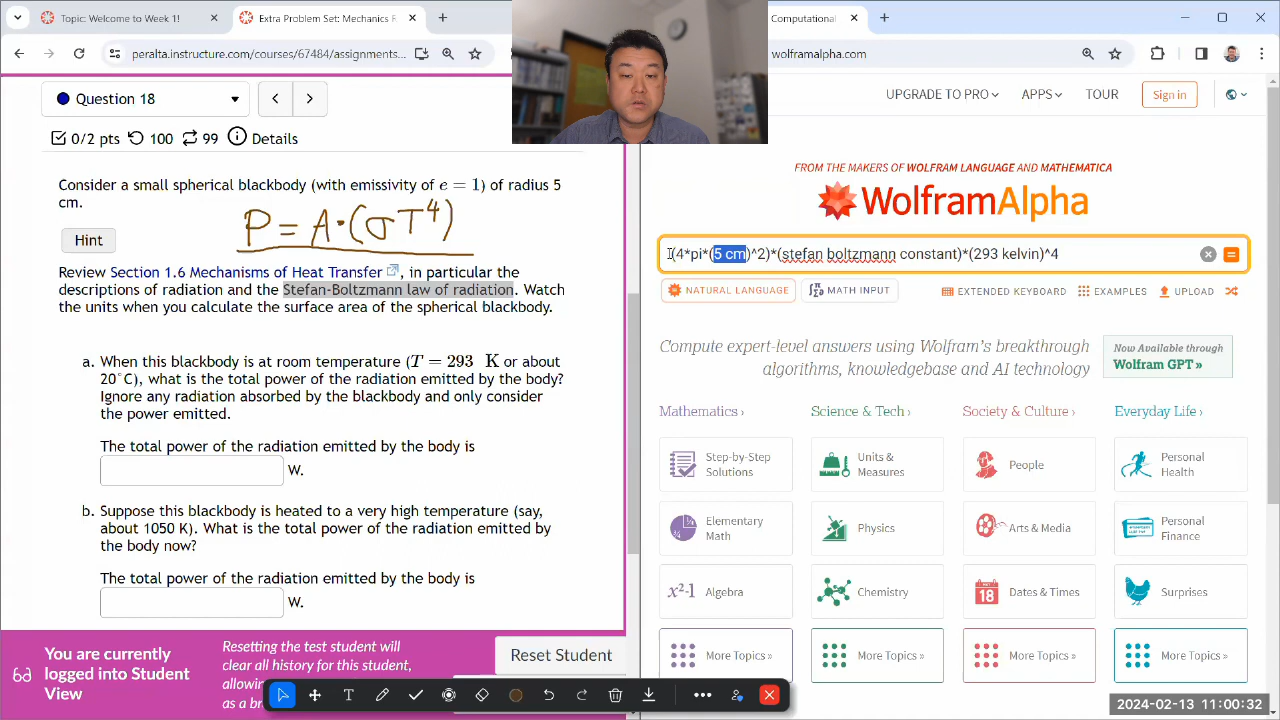 Topic: Welcome to Week 1!
Extra Problem Set: Mechanics R
Computational
peralta.instructure.com/courses/67484/assignments...
wolframalpha.com
Question 18
0/2 pts 100 99 Details
Consider a small spherical blackbody (with emissivity of e = 1) of radius 5
cm.
P = A·(σT⁴)
Hint
Review Section 1.6 Mechanisms of Heat Transfer, in particular the
descriptions of radiation and the Stefan-Boltzmann law of radiation. Watch
the units when you calculate the surface area of the spherical blackbody.
a. When this blackbody is at room temperature (T = 293 K or about
20°C), what is the total power of the radiation emitted by the body?
Ignore any radiation absorbed by the blackbody and only consider
the power emitted.
The total power of the radiation emitted by the body is
W.
b. Suppose this blackbody is heated to a very high temperature (say,
about 1050 K). What is the total power of the radiation emitted by
the body now?
The total power of the radiation emitted by the body is
W.
You are currently
logged into Student
View
Resetting the test student will
clear all history for this student,
allowing
as a br
Reset Student
UPGRADE TO PRO
APPS
TOUR
Sign in
FROM THE MAKERS OF WOLFRAM LANGUAGE AND MATHEMATICA
WolframAlpha
(4*pi*(5 cm)^2)*(stefan boltzmann constant)*(293 kelvin)^4
NATURAL LANGUAGE
MATH INPUT
EXTENDED KEYBOARD
EXAMPLES
UPLOAD
Compute expert-level answers using Wolfram's breakthrough
algorithms, knowledgebase and AI technology
Now Available through
Wolfram GPT »
Mathematics ›
Science & Tech ›
Society & Culture ›
Everyday Life ›
Step-by-Step
Solutions
Units &
Measures
People
Personal
Health
Elementary
Math
Physics
Arts & Media
Personal
Finance
x²-1
Algebra
Chemistry
DATE
18
Dates & Times
Surprises
More Topics »
More Topics »
More Topics »
More Topics »
T
2024-02-13 11:00:32